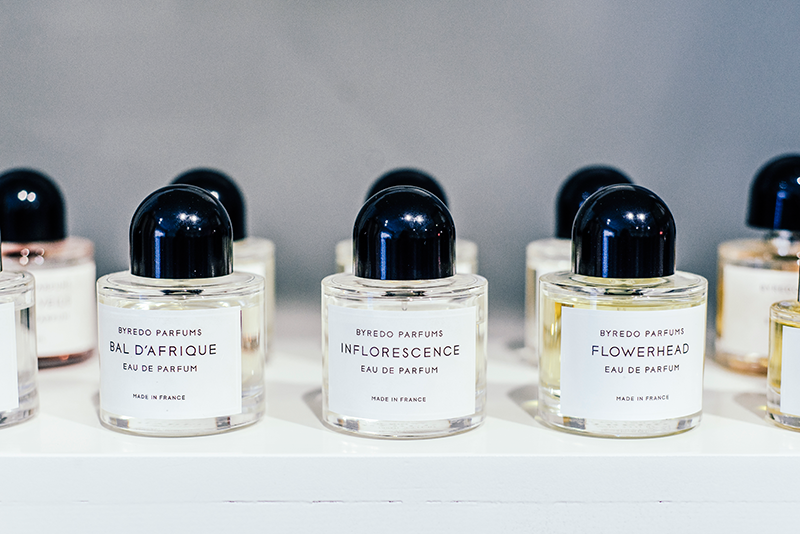 BYREDO PARFUMS
BAL D'AFRIQUE
EAU DE PARFUM
MADE IN FRANCE
BYREDO PARFUMS
INFLORESCENCE
EAU DE PARFUM
MADE IN FRANCE
BYREDO PARFUMS
FLOWERHEAD
EAU DE PARFUM
MADE IN FRANCE